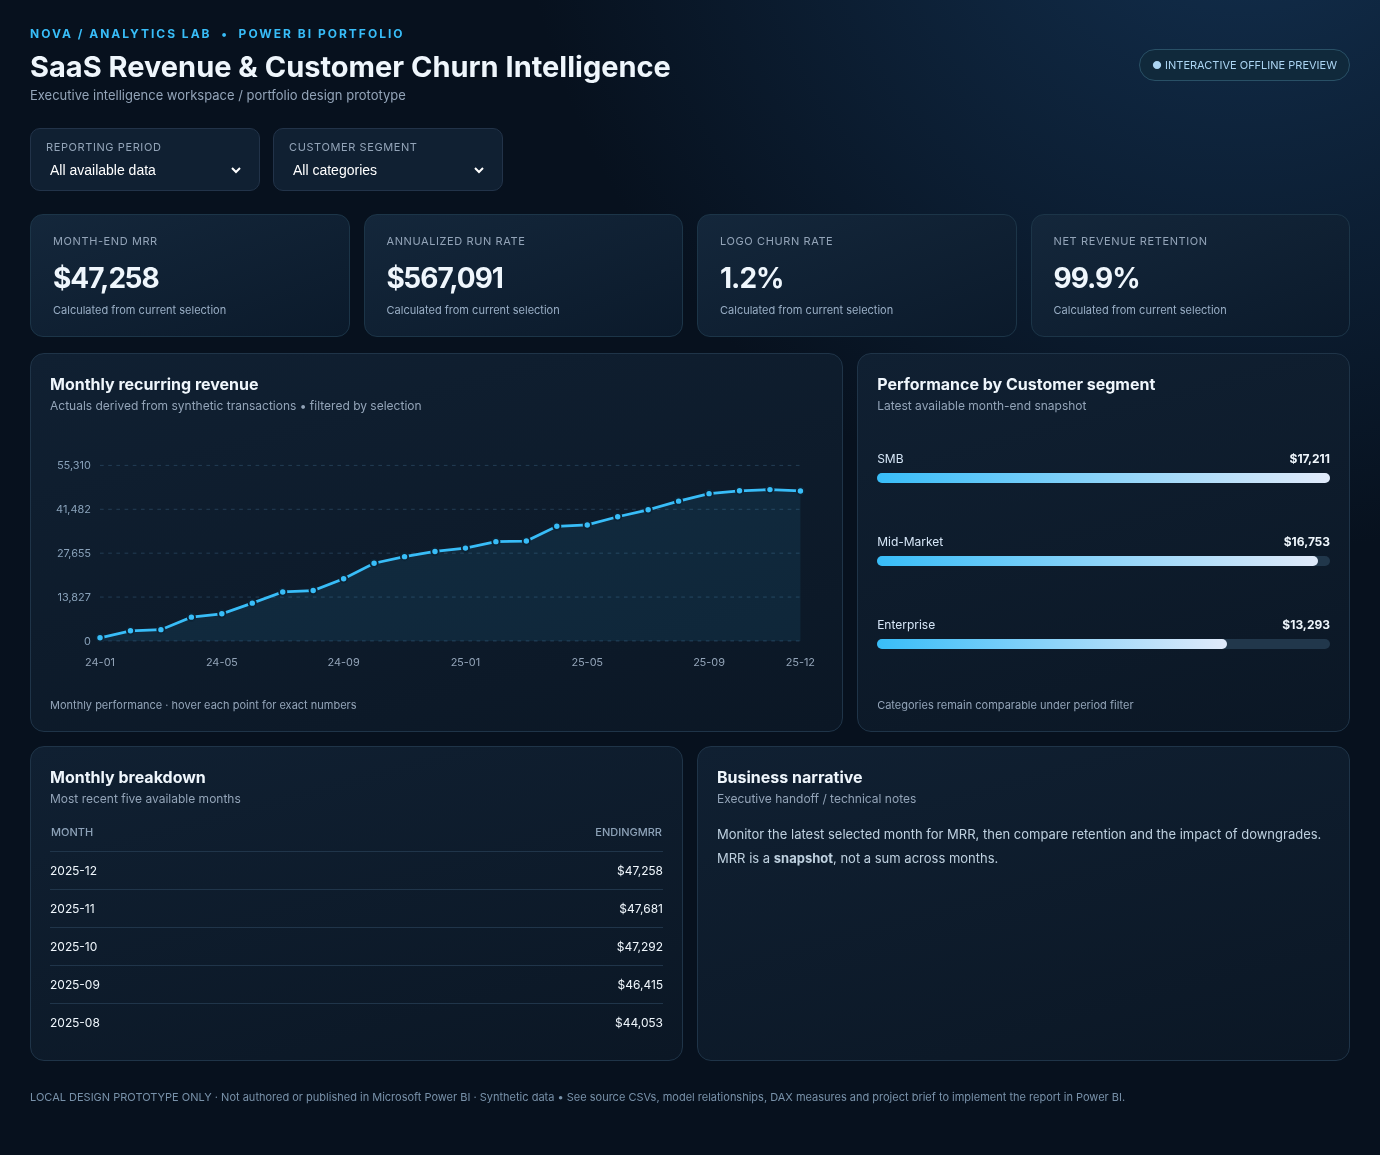 NOVA / ANALYTICS LAB • POWER BI PORTFOLIO
SaaS Revenue & Customer Churn Intelligence
Executive intelligence workspace / portfolio design prototype
INTERACTIVE OFFLINE PREVIEW
REPORTING PERIOD
All available data
CUSTOMER SEGMENT
All categories
MONTH-END MRR
$47,258
Calculated from current selection
ANNUALIZED RUN RATE
$567,091
Calculated from current selection
LOGO CHURN RATE
1.2%
Calculated from current selection
NET REVENUE RETENTION
99.9%
Calculated from current selection
Monthly recurring revenue
Actuals derived from synthetic transactions • filtered by selection
55,310
41,482
27,655
13,827
0
24-01 24-05 24-09 25-01 25-05 25-09 25-12
Monthly performance · hover each point for exact numbers
Performance by Customer segment
Latest available month-end snapshot
SMB $17,211
Mid-Market $16,753
Enterprise $13,293
Categories remain comparable under period filter
Monthly breakdown
Most recent five available months
MONTH ENDINGMRR
2025-12 $47,258
2025-11 $47,681
2025-10 $47,292
2025-09 $46,415
2025-08 $44,053
Business narrative
Executive handoff / technical notes
Monitor the latest selected month for MRR, then compare retention and the impact of downgrades.
MRR is a snapshot, not a sum across months.
LOCAL DESIGN PROTOTYPE ONLY · Not authored or published in Microsoft Power BI · Synthetic data • See source CSVs, model relationships, DAX measures and project brief to implement the report in Power BI.